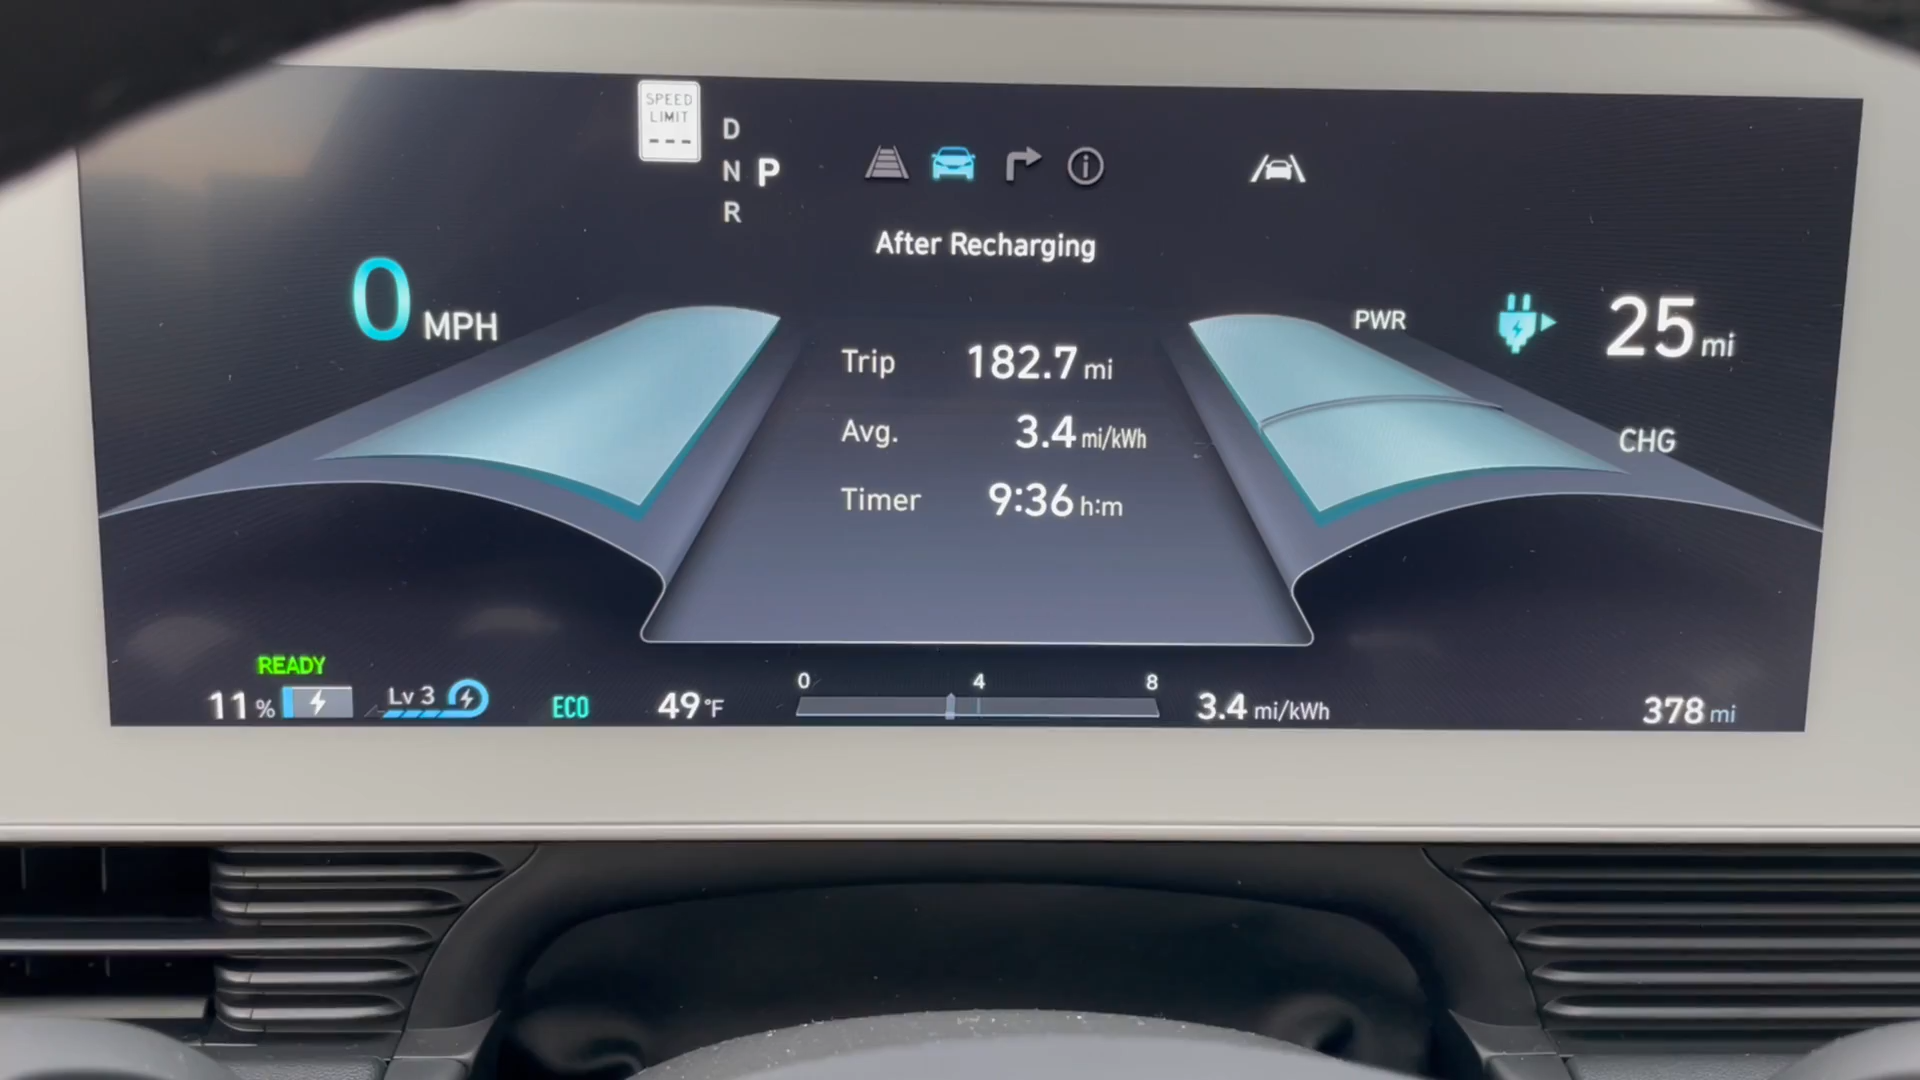 SPEED
LIMIT
---
D
N P
R
After Recharging
0 MPH
PWR
25 mi
Trip 182.7 mi
Avg. 3.4 mi/kWh
CHG
Timer 9:36 h:m
READY
11 %
Lv 3
ECO
49 °F
0 4 8
3.4 mi/kWh
378 mi